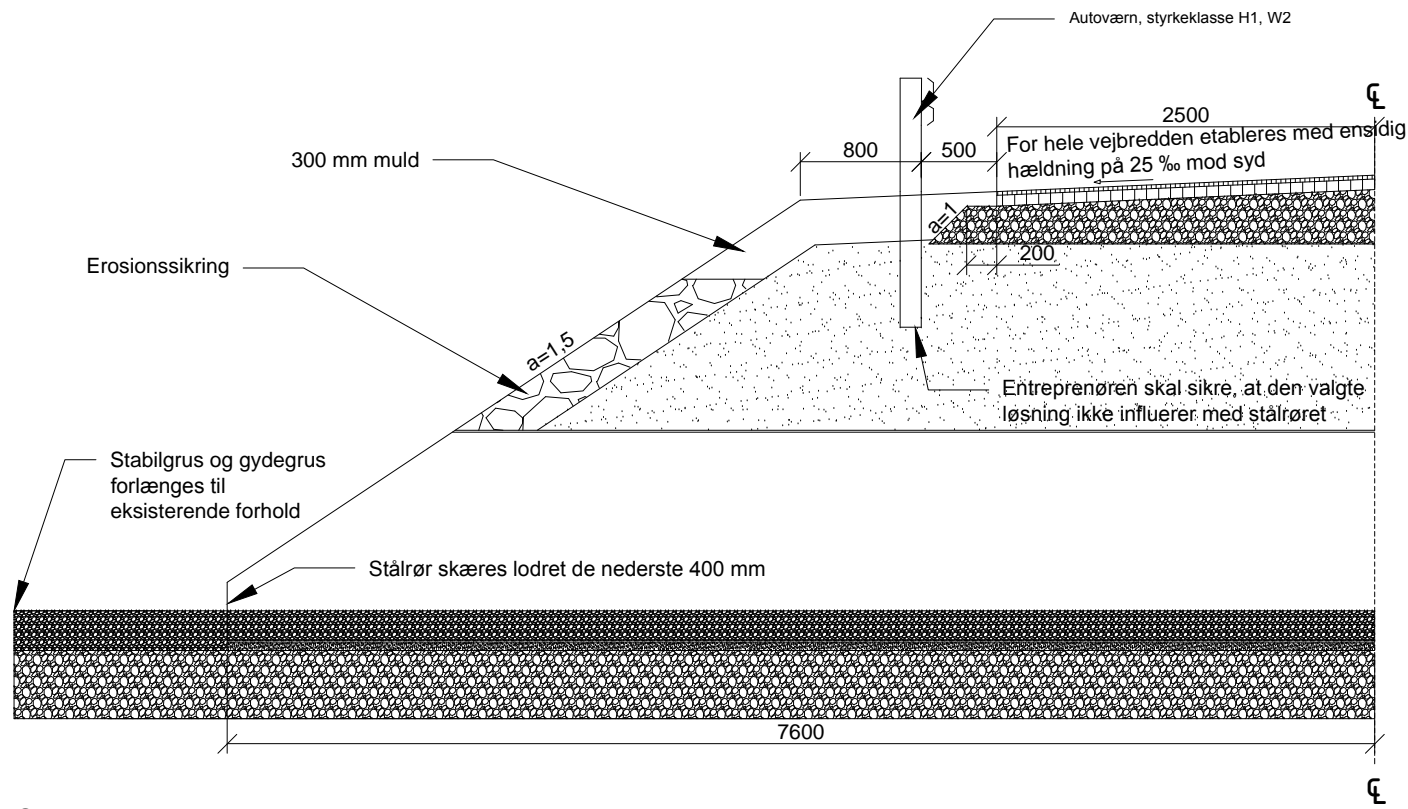 Autoværn, styrkeklasse H1, W2
℄
2500
For hele vejbredden etableres med ensidig
hældning på 25 ‰ mod syd
800
500
300 mm muld
a=1
200
Erosionssikring
a=1,5
Entreprenøren skal sikre, at den valgte
løsning ikke influerer med stålrøret
Stabilgrus og gydegrus
forlænges til
eksisterende forhold
Stålrør skæres lodret de nederste 400 mm
7600
℄